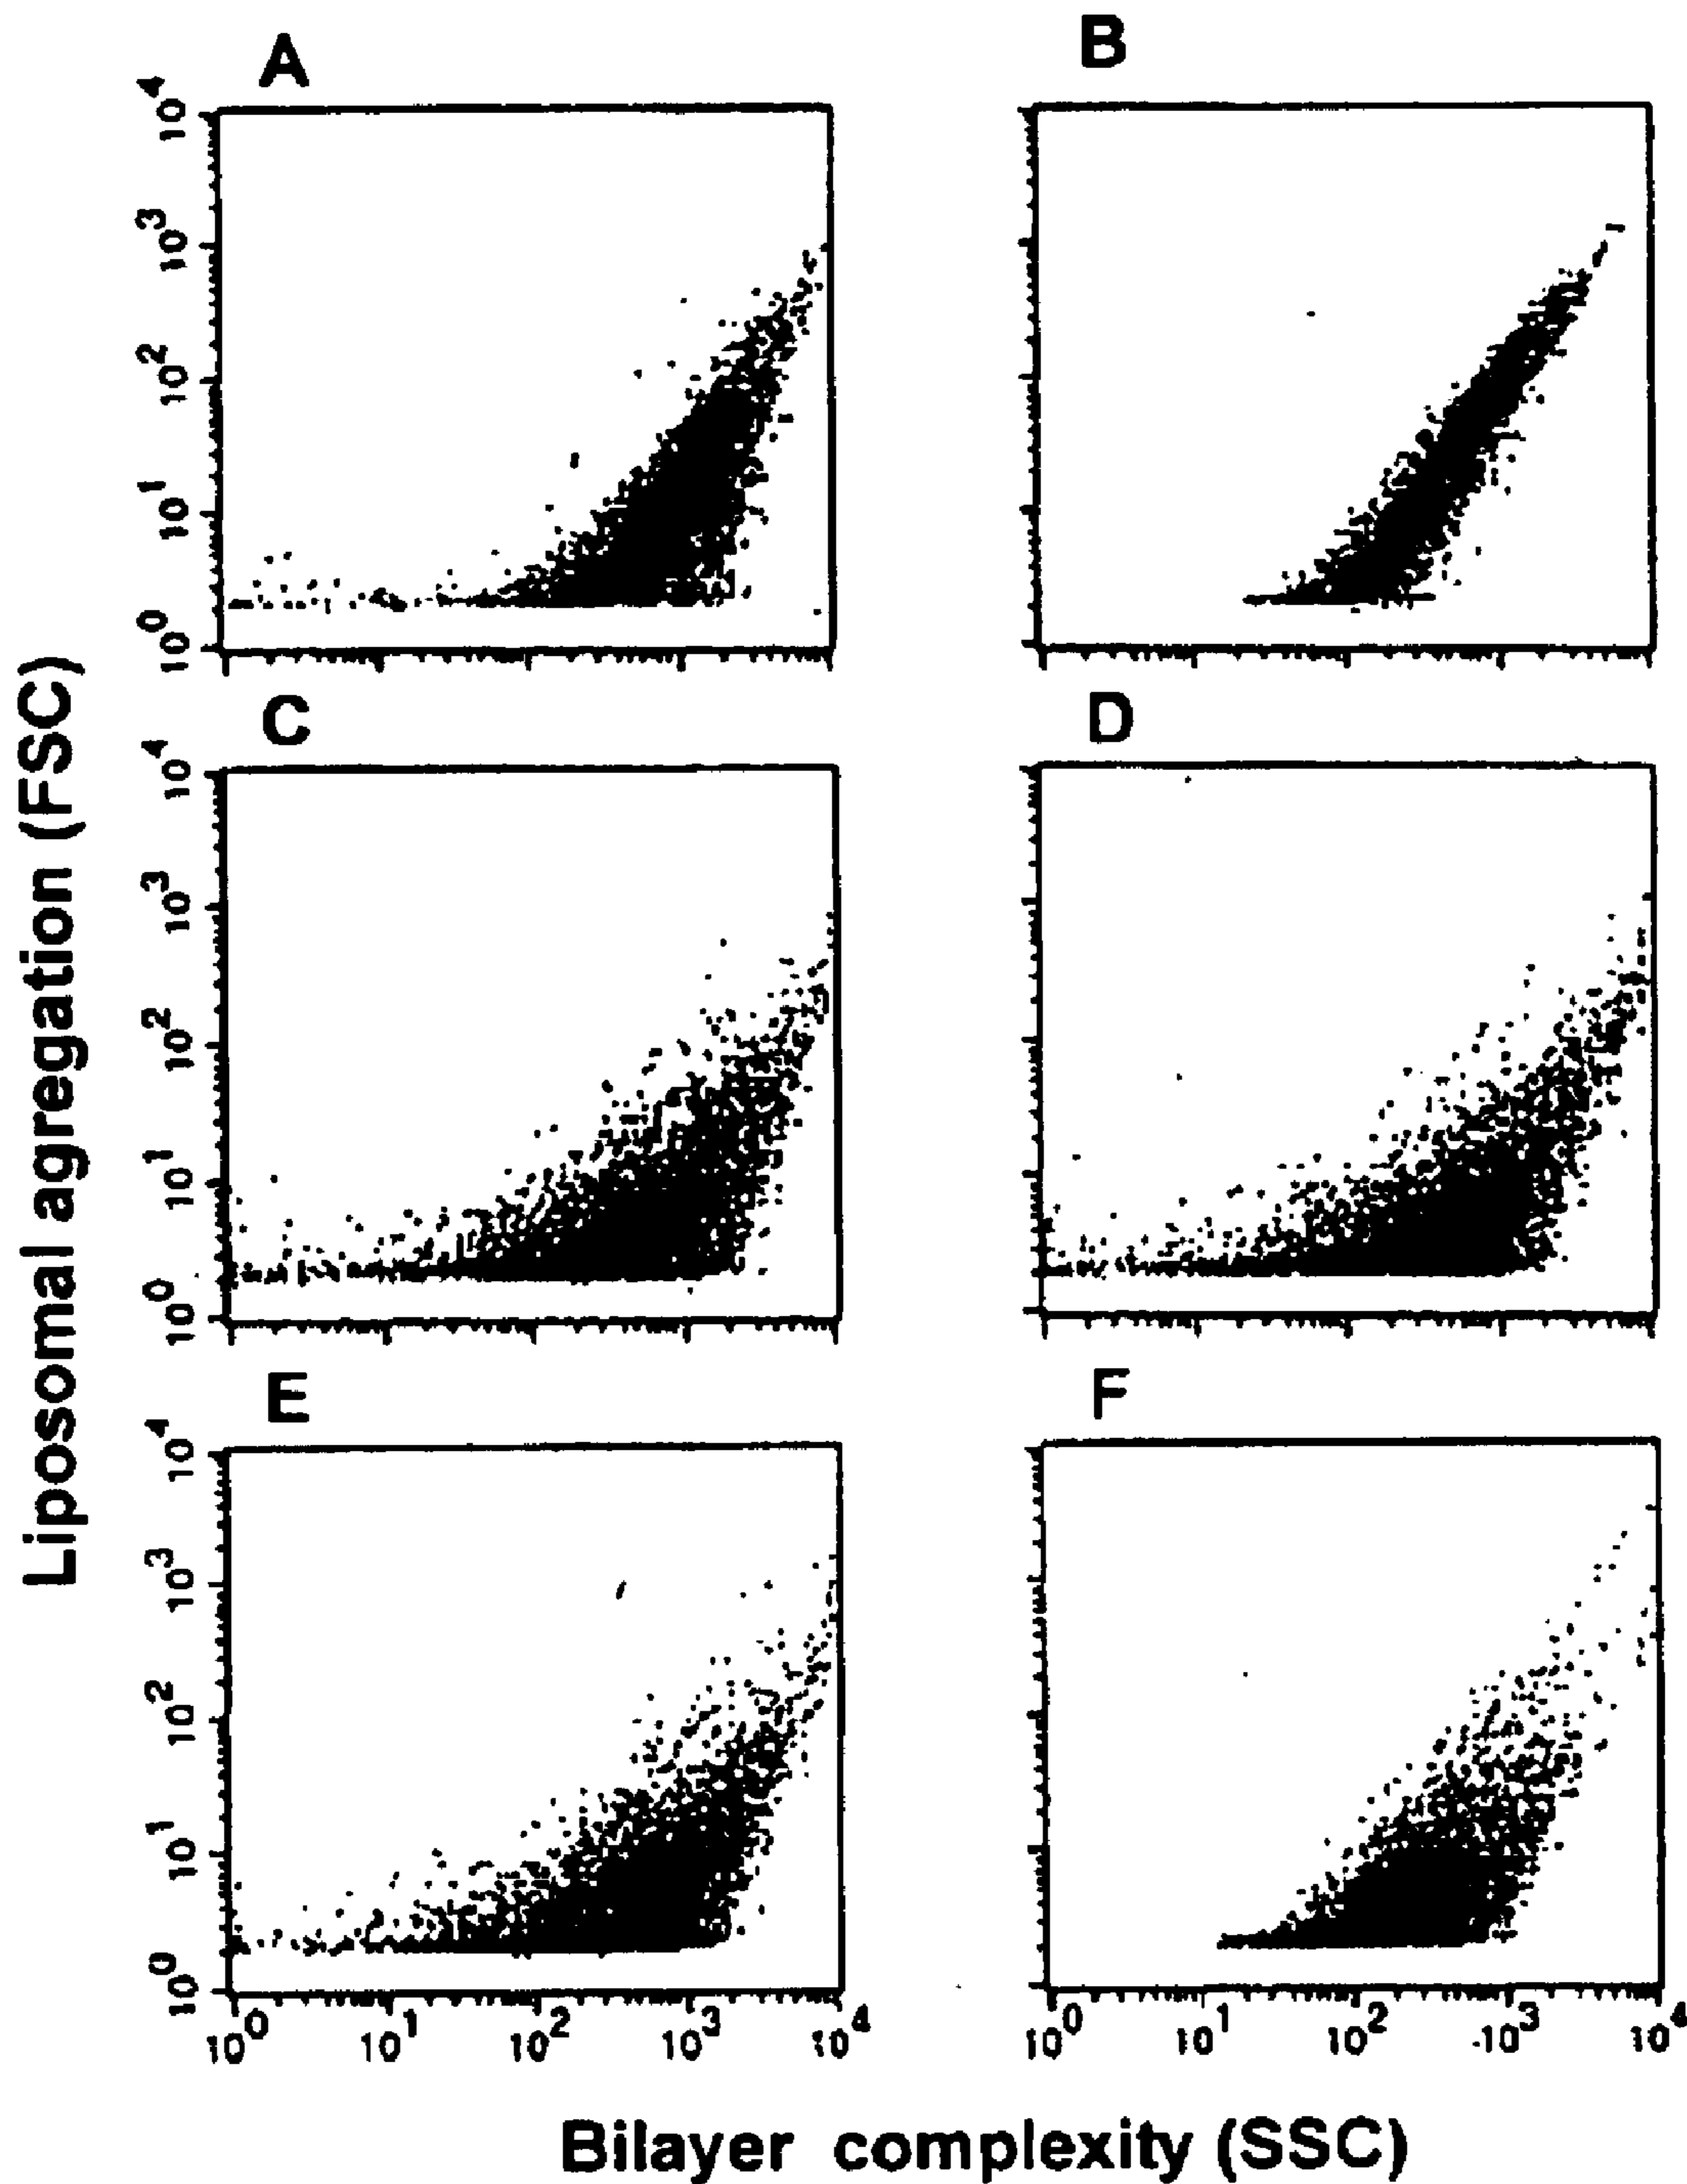 A
B
10⁴
10³
10²
10¹
10⁰
C
D
10⁴
10³
10²
10¹
10⁰
E
F
10⁴
10³
10²
10¹
10⁰
10⁰ 10¹ 10² 10³ 10⁴
10⁰ 10¹ 10² 10³ 10⁴
Liposomal agregation (FSC)
Bilayer complexity (SSC)